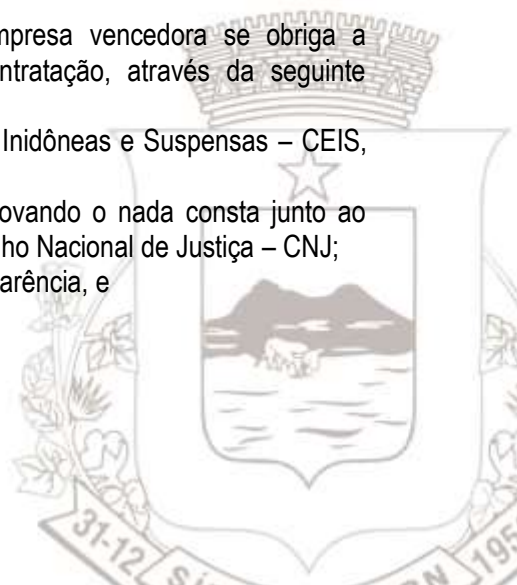 mpresa vencedora se obriga a
ntratação, através da seguinte
Inidôneas e Suspensas – CEIS,
ovando o nada consta junto ao
ho Nacional de Justiça – CNJ;
arência, e
31-12
RN